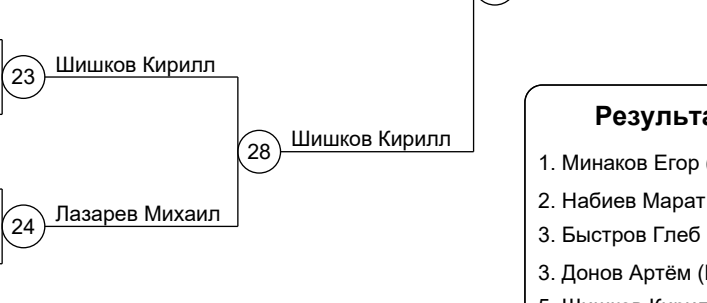 23
Шишков Кирилл
28
Шишков Кирилл
24
Лазарев Михаил
1. Минаков Егор
2. Набиев Марат
3. Быстров Глеб
3. Донов Артём